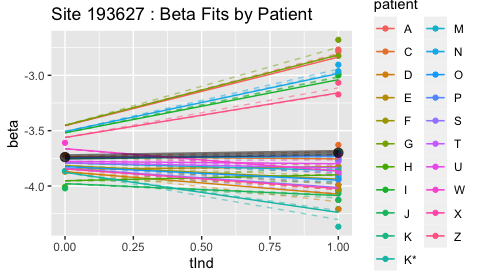 Site 193627 : Beta Fits by Patient
patient
A
C
D
E
F
G
H
I
J
K
K*
M
N
O
P
S
T
U
W
X
Z
beta
-3.0
-3.5
-4.0
0.00
0.25
0.50
0.75
1.00
tInd